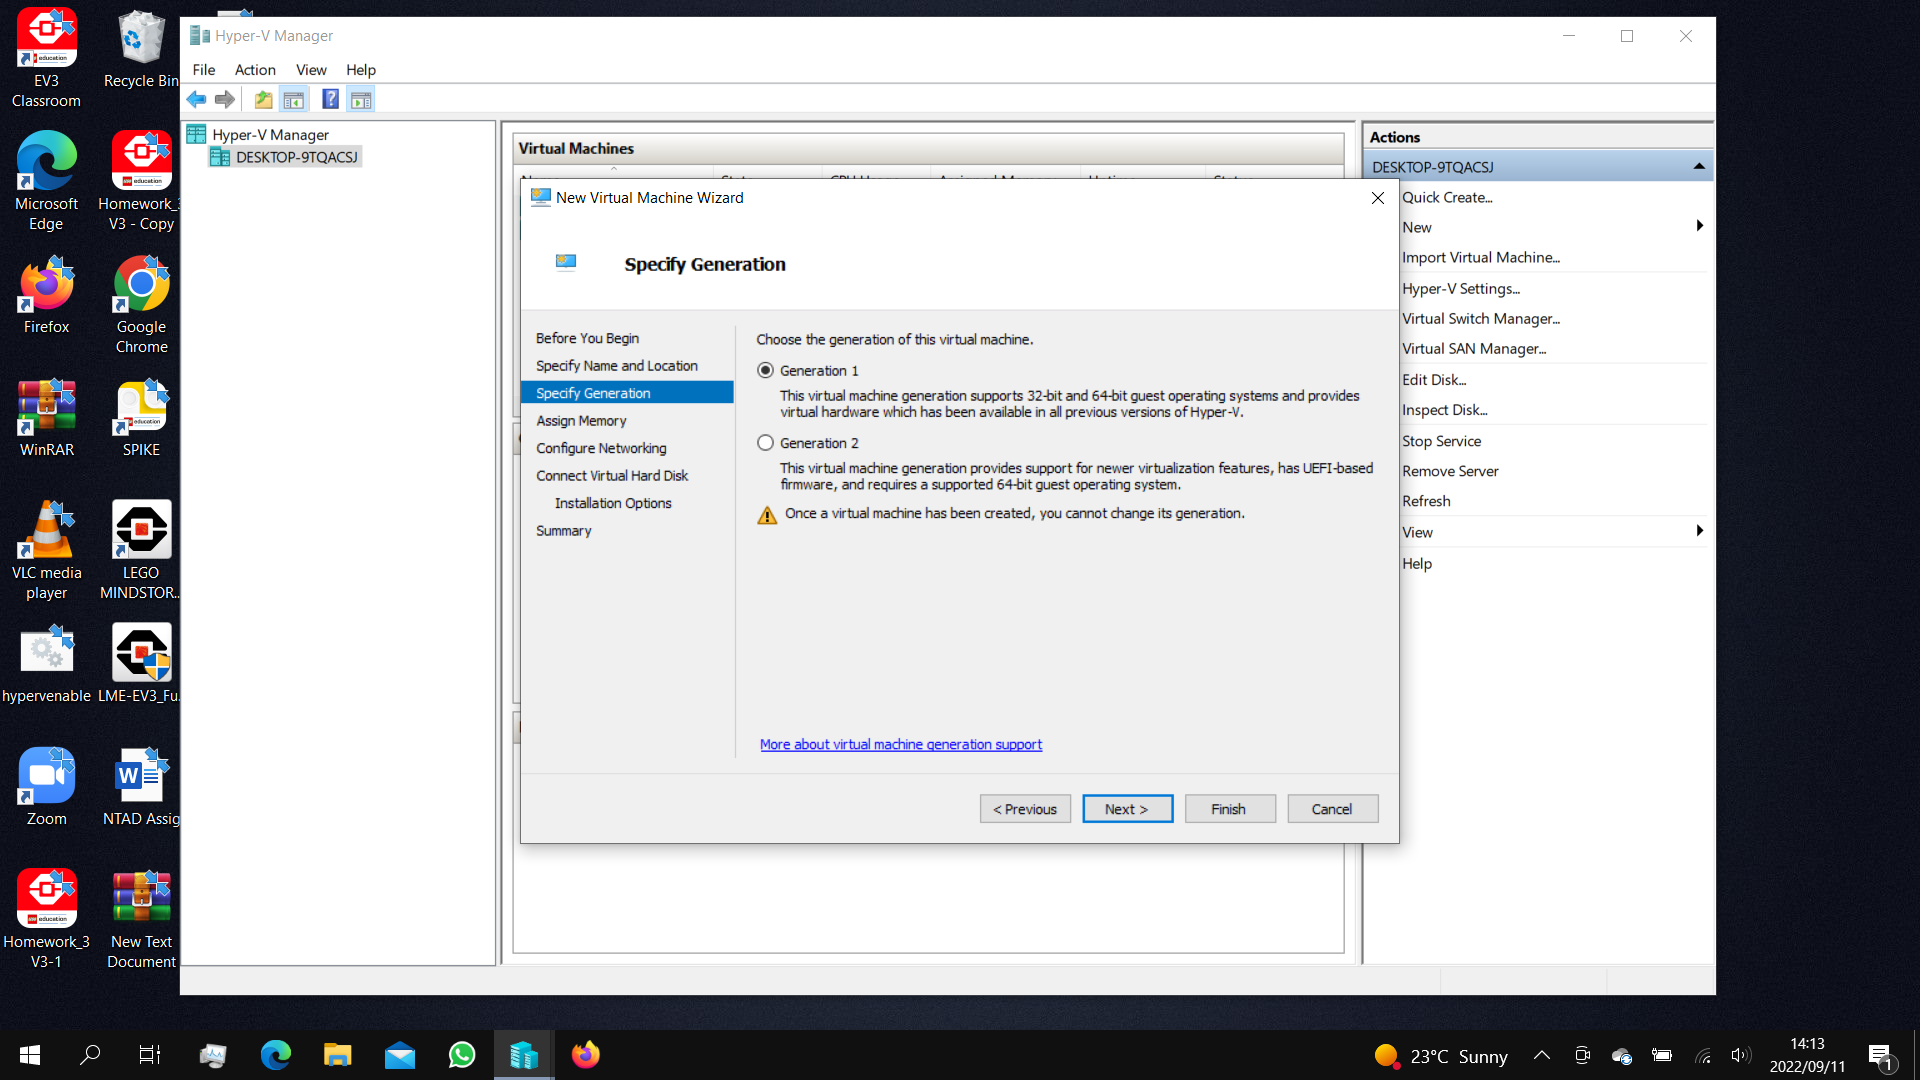 EV3
Classroom
Recycle Bin
Microsoft
Edge
Homework_3
V3 - Copy
Firefox
Google
Chrome
WinRAR
SPIKE
VLC media
player
LEGO
MINDSTOR...
hypervenable
LME-EV3_Fu...
Zoom
NTAD Assig
Homework_3
V3-1
New Text
Document
Hyper-V Manager
File Action View Help
Hyper-V Manager
DESKTOP-9TQACSJ
Virtual Machines
New Virtual Machine Wizard
Specify Generation
Before You Begin
Specify Name and Location
Specify Generation
Assign Memory
Configure Networking
Connect Virtual Hard Disk
Installation Options
Summary
Choose the generation of this virtual machine.
Generation 1
This virtual machine generation supports 32-bit and 64-bit guest operating systems and provides
virtual hardware which has been available in all previous versions of Hyper-V.
Generation 2
This virtual machine generation provides support for newer virtualization features, has UEFI-based
firmware, and requires a supported 64-bit guest operating system.
Once a virtual machine has been created, you cannot change its generation.
More about virtual machine generation support
< Previous Next > Finish Cancel
Actions
DESKTOP-9TQACSJ
Quick Create...
New
Import Virtual Machine...
Hyper-V Settings...
Virtual Switch Manager...
Virtual SAN Manager...
Edit Disk...
Inspect Disk...
Stop Service
Remove Server
Refresh
View
Help
23°C Sunny
14:13
2022/09/11
1